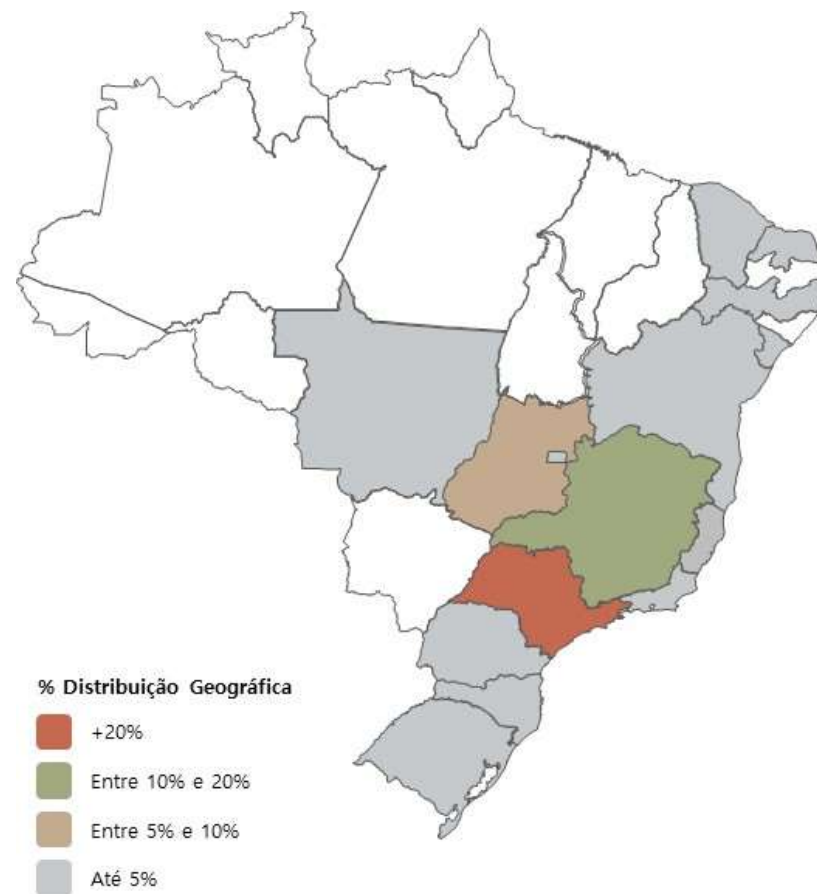 % Distribuição Geográfica
+20%
Entre 10% e 20%
Entre 5% e 10%
Até 5%